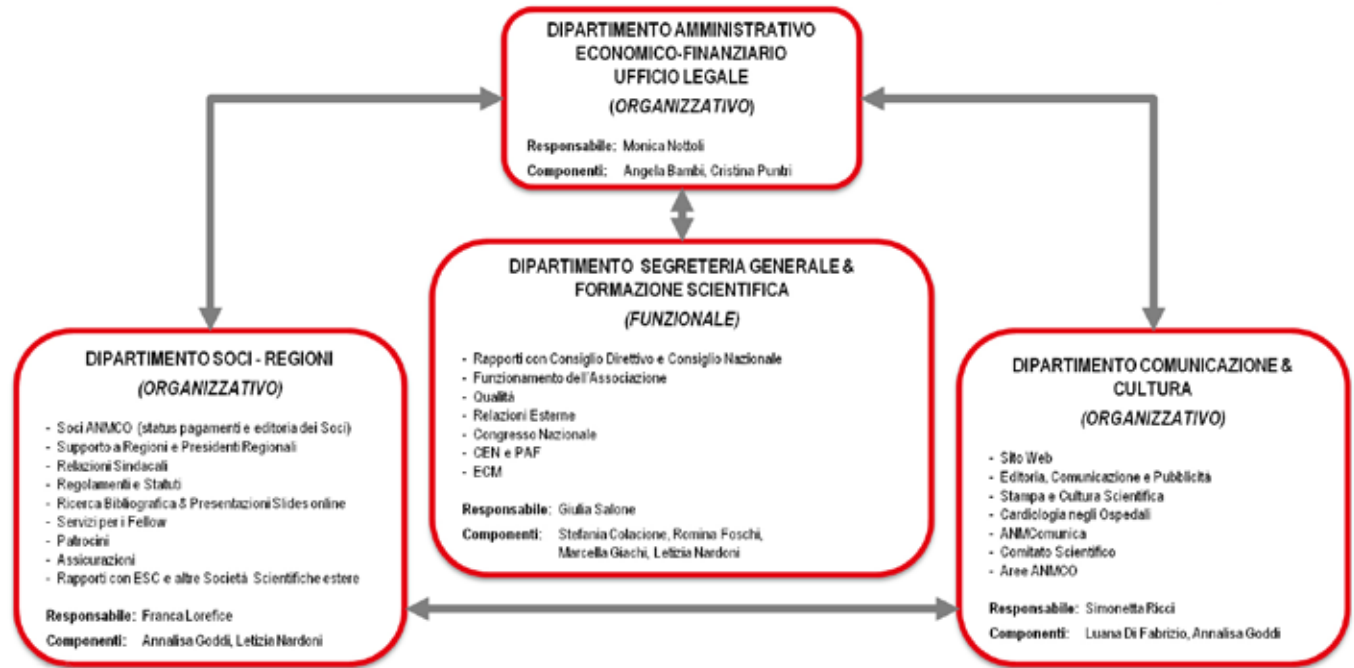 DIPARTIMENTO AMMINISTRATIVO
ECONOMICO-FINANZIARIO
UFFICIO LEGALE
(ORGANIZZATIVO)
Responsabile: Monica Nottoli
Componenti: Angela Bambi, Cristina Puntri
DIPARTIMENTO SEGRETERIA GENERALE &
FORMAZIONE SCIENTIFICA
(FUNZIONALE)
- Rapporti con Consiglio Direttivo e Consiglio Nazionale
- Funzionamento dell'Associazione
- Qualità
- Relazioni Esterne
- Congresso Nazionale
- CEN e PAF
- ECM
Responsabile: Giulia Salone
Componenti: Stefania Colacione, Romina Foschi,
Marcella Giachi, Letizia Nardoni
DIPARTIMENTO SOCI - REGIONI
(ORGANIZZATIVO)
- Soci ANMCO (status pagamenti e editoria dei Soci)
- Supporto a Regioni e Presidenti Regionali
- Relazioni Sindacali
- Regolamenti e Statuti
- Ricerca Bibliografica & Presentazioni Slides online
- Servizi per i Fellow
- Patrocini
- Assicurazioni
- Rapporti con ESC e altre Società Scientifiche estere
Responsabile: Franca Lorefice
Componenti: Annalisa Goddi, Letizia Nardoni
DIPARTIMENTO COMUNICAZIONE &
CULTURA
(ORGANIZZATIVO)
- Sito Web
- Editoria, Comunicazione e Pubblicità
- Stampa e Cultura Scientifica
- Cardiologia negli Ospedali
- ANMComunica
- Comitato Scientifico
- Aree ANMCO
Responsabile: Simonetta Ricci
Componenti: Luana Di Fabrizio, Annalisa Goddi